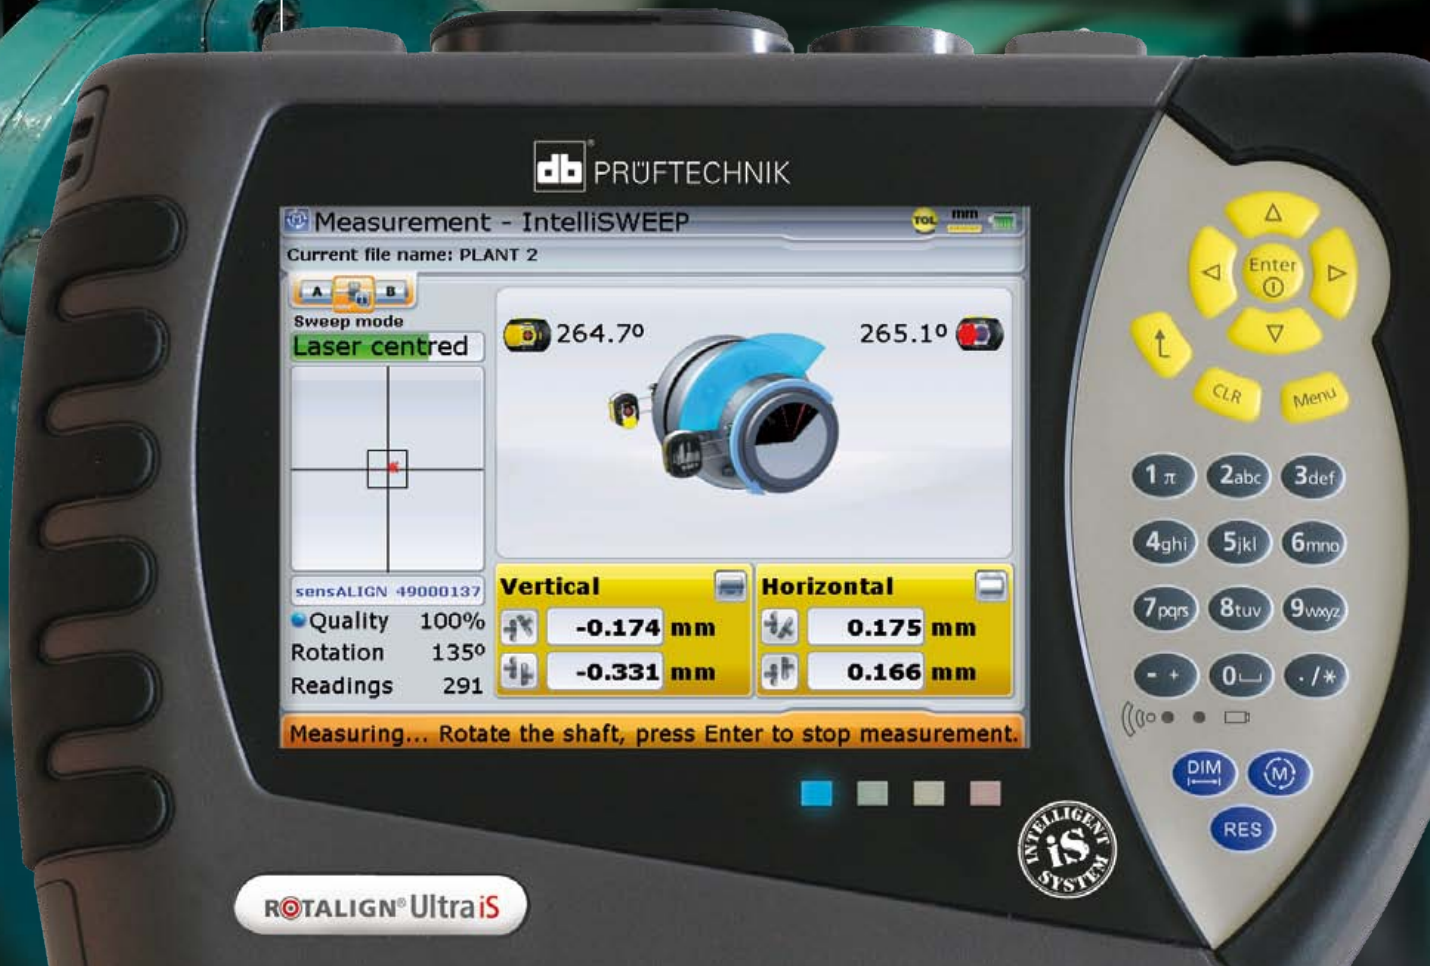 db® PRÜFTECHNIK
Measurement - IntelliSWEEP
TOL mm
Current file name: PLANT 2
A B
Sweep mode
Laser centred
264.7º
265.1º
sensALIGN 49000137
Quality 100%
Rotation 135º
Readings 291
Vertical
-0.174 mm
-0.331 mm
Horizontal
0.175 mm
0.166 mm
Measuring... Rotate the shaft, press Enter to stop measurement.
Enter
CLR Menu
1 π 2abc 3def
4ghi 5jkl 6mno
7pqrs 8tuv 9wxyz
- + 0 . / *
DIM M
RES
INTELLIGENT
iS
SYSTEM
ROTALIGN® Ultra iS